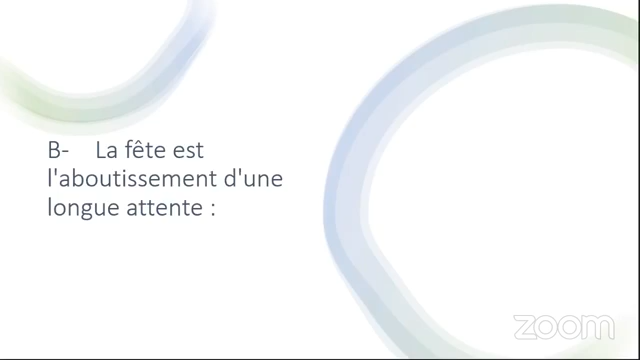 B- La fête est
l'aboutissement d'une
longue attente :
zoom